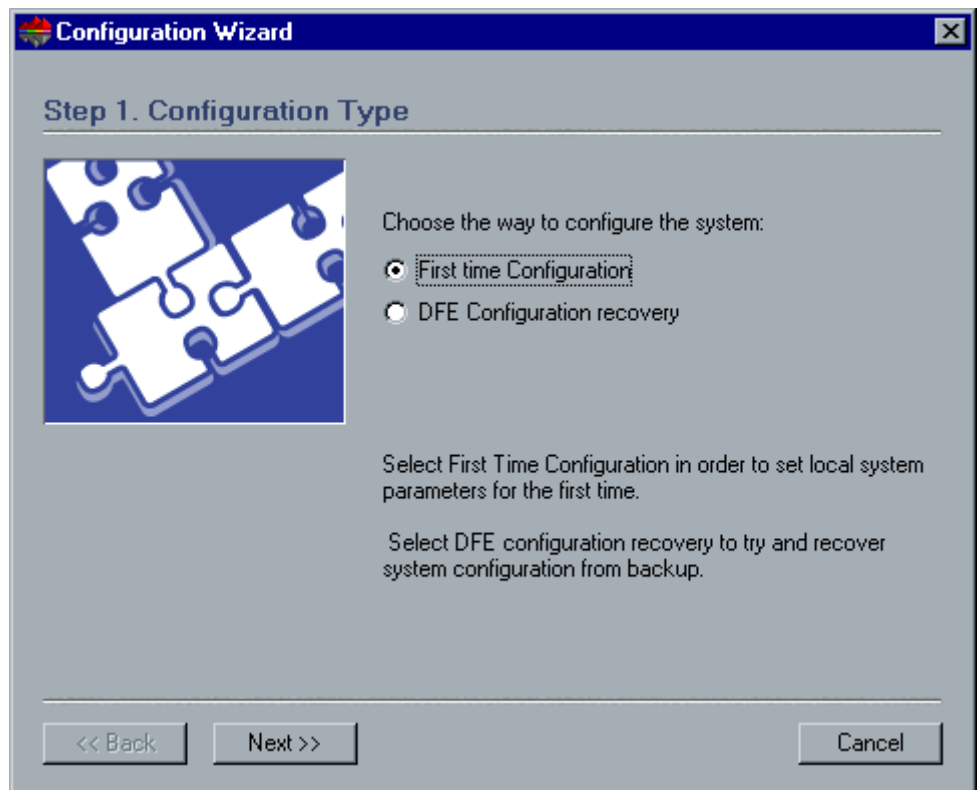 Configuration Wizard
Step 1. Configuration Type
Choose the way to configure the system:
First time Configuration
DFE Configuration recovery
Select First Time Configuration in order to set local system
parameters for the first time.
Select DFE configuration recovery to try and recover
system configuration from backup.
<< Back
Next >>
Cancel